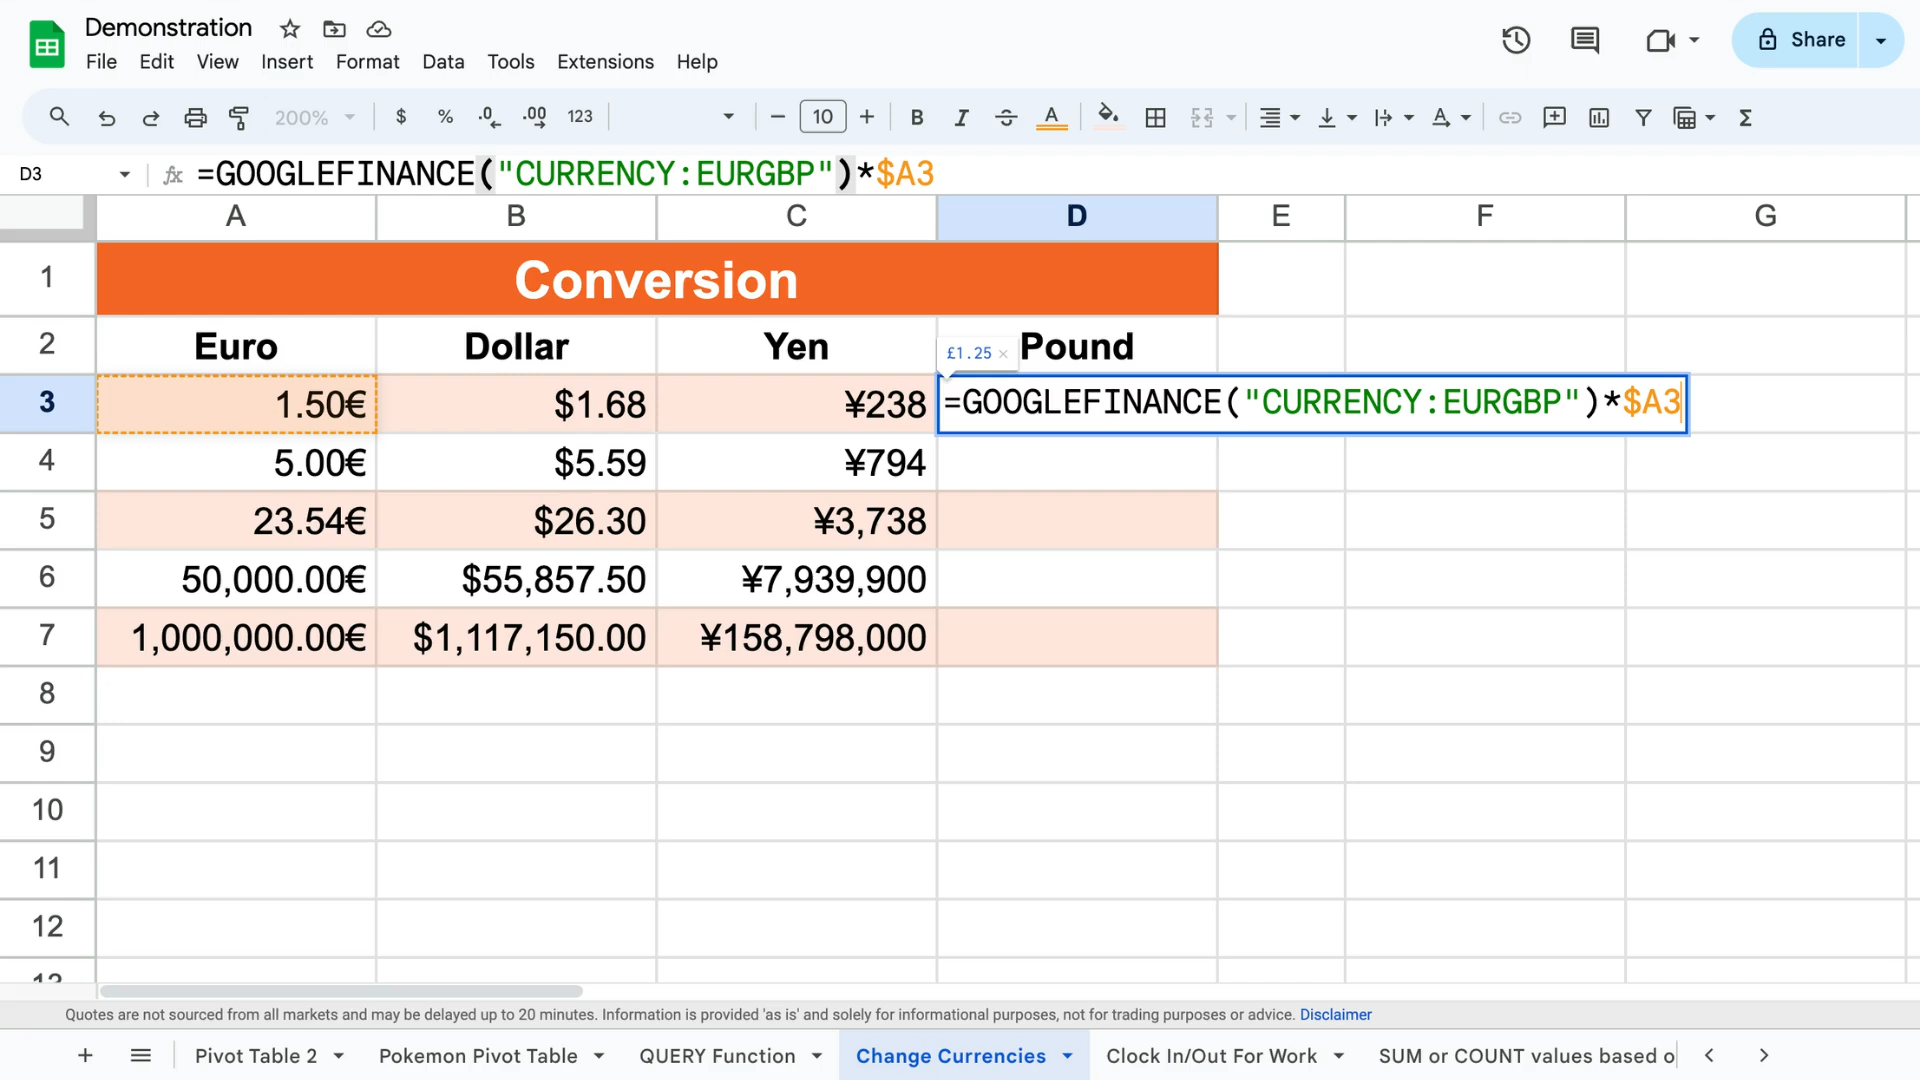 Demonstration
File Edit View Insert Format Data Tools Extensions Help
Share
200% $ % .0 .00 123 10 B I A A Σ
D3 fx =GOOGLEFINANCE("CURRENCY:EURGBP")*$A3
A B C D E F G
1 Conversion
2 Euro Dollar Yen Pound
£1.25 ×
3 1.50€ $1.68 ¥238 =GOOGLEFINANCE("CURRENCY:EURGBP")*$A3
4 5.00€ $5.59 ¥794
5 23.54€ $26.30 ¥3,738
6 50,000.00€ $55,857.50 ¥7,939,900
7 1,000,000.00€ $1,117,150.00 ¥158,798,000
8
9
10
11
12
Quotes are not sourced from all markets and may be delayed up to 20 minutes. Information is provided 'as is' and solely for informational purposes, not for trading purposes or advice. Disclaimer
Pivot Table 2 Pokemon Pivot Table QUERY Function Change Currencies Clock In/Out For Work SUM or COUNT values based o